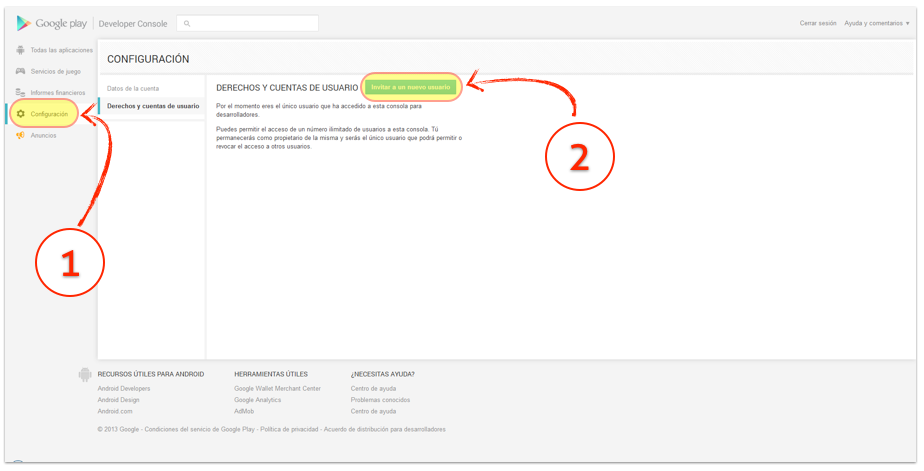 Google play Developer Console
Cerrar sesión Ayuda y comentarios
Todas las aplicaciones
Servicios de juego
Informes financieros
Configuración
Anuncios
CONFIGURACIÓN
Datos de la cuenta
Derechos y cuentas de usuario
DERECHOS Y CUENTAS DE USUARIO Invitar a un nuevo usuario
Por el momento eres el único usuario que ha accedido a esta consola para
desarrolladores.
Puedes permitir el acceso de un número ilimitado de usuarios a esta consola. Tú
permanecerás como propietario de la misma y serás el único usuario que podrá permitir o
revocar el acceso a otros usuarios.
1
2
RECURSOS ÚTILES PARA ANDROID
Android Developers
Android Design
Android.com
HERRAMIENTAS ÚTILES
Google Wallet Merchant Center
Google Analytics
AdMob
¿NECESITAS AYUDA?
Centro de ayuda
Problemas conocidos
Centro de ayuda
© 2013 Google - Condiciones del servicio de Google Play - Política de privacidad - Acuerdo de distribución para desarrolladores